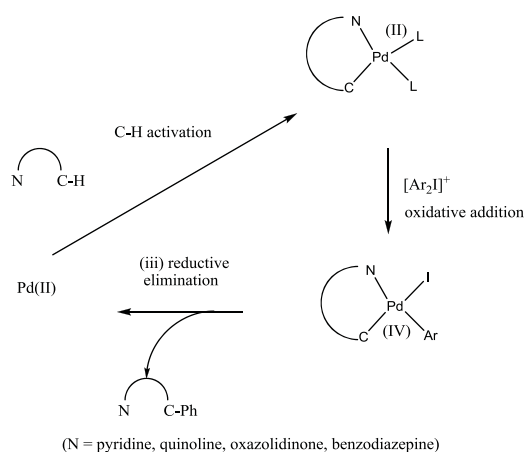 N
(II)
Pd
L
C
L
C-H activation
N C-H
[Ar2I]+
oxidative addition
(iii) reductive
elimination
Pd(II)
N
I
Pd
C
(IV)
Ar
N C-Ph
(N = pyridine, quinoline, oxazolidinone, benzodiazepine)